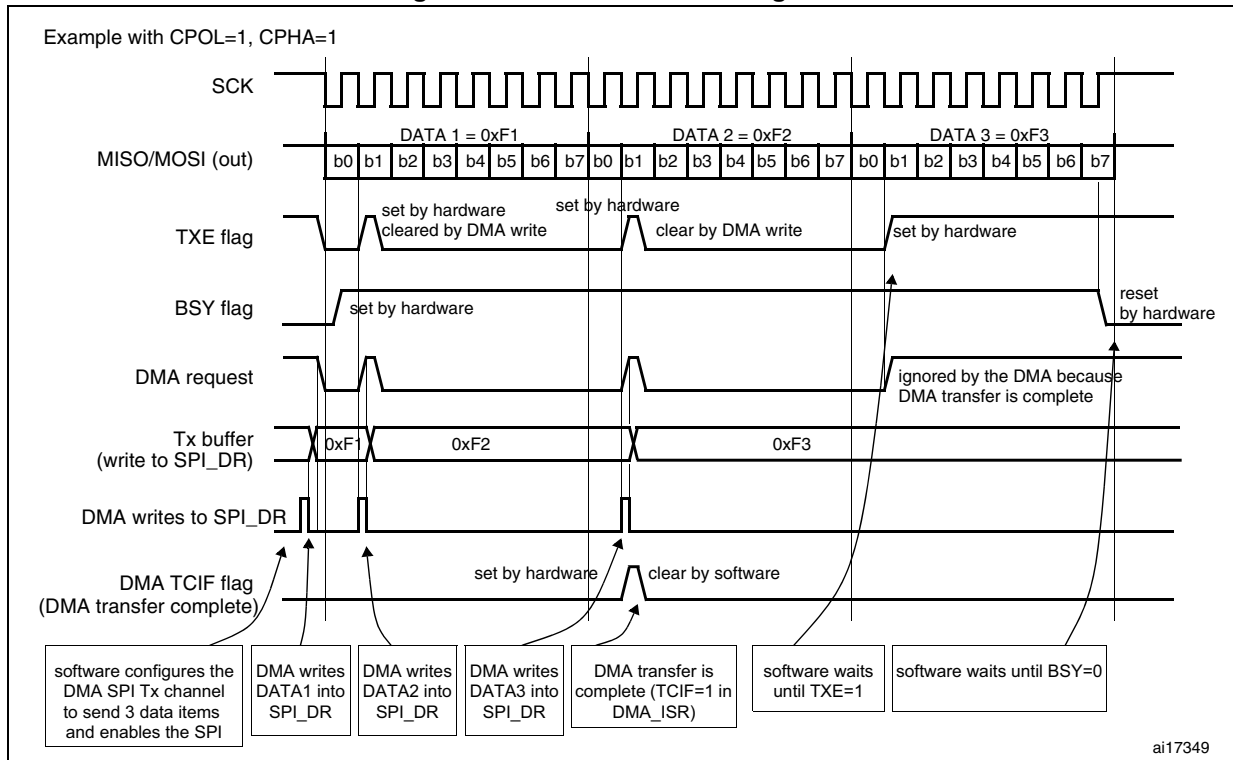 Example with CPOL=1, CPHA=1
SCK
DATA 1 = 0xF1
DATA 2 = 0xF2
DATA 3 = 0xF3
MISO/MOSI (out)
b0 b1 b2 b3 b4 b5 b6 b7 b0 b1 b2 b3 b4 b5 b6 b7 b0 b1 b2 b3 b4 b5 b6 b7
TXE flag
set by hardware
cleared by DMA write
set by hardware
clear by DMA write
set by hardware
BSY flag
set by hardware
reset
by hardware
DMA request
ignored by the DMA because
DMA transfer is complete
Tx buffer
(write to SPI_DR)
0xF1
0xF2
0xF3
DMA writes to SPI_DR
DMA TCIF flag
(DMA transfer complete)
set by hardware
clear by software
software configures the
DMA SPI Tx channel
to send 3 data items
and enables the SPI
DMA writes
DATA1 into
SPI_DR
DMA writes
DATA2 into
SPI_DR
DMA writes
DATA3 into
SPI_DR
DMA transfer is
complete (TCIF=1 in
DMA_ISR)
software waits
until TXE=1
software waits until BSY=0
ai17349